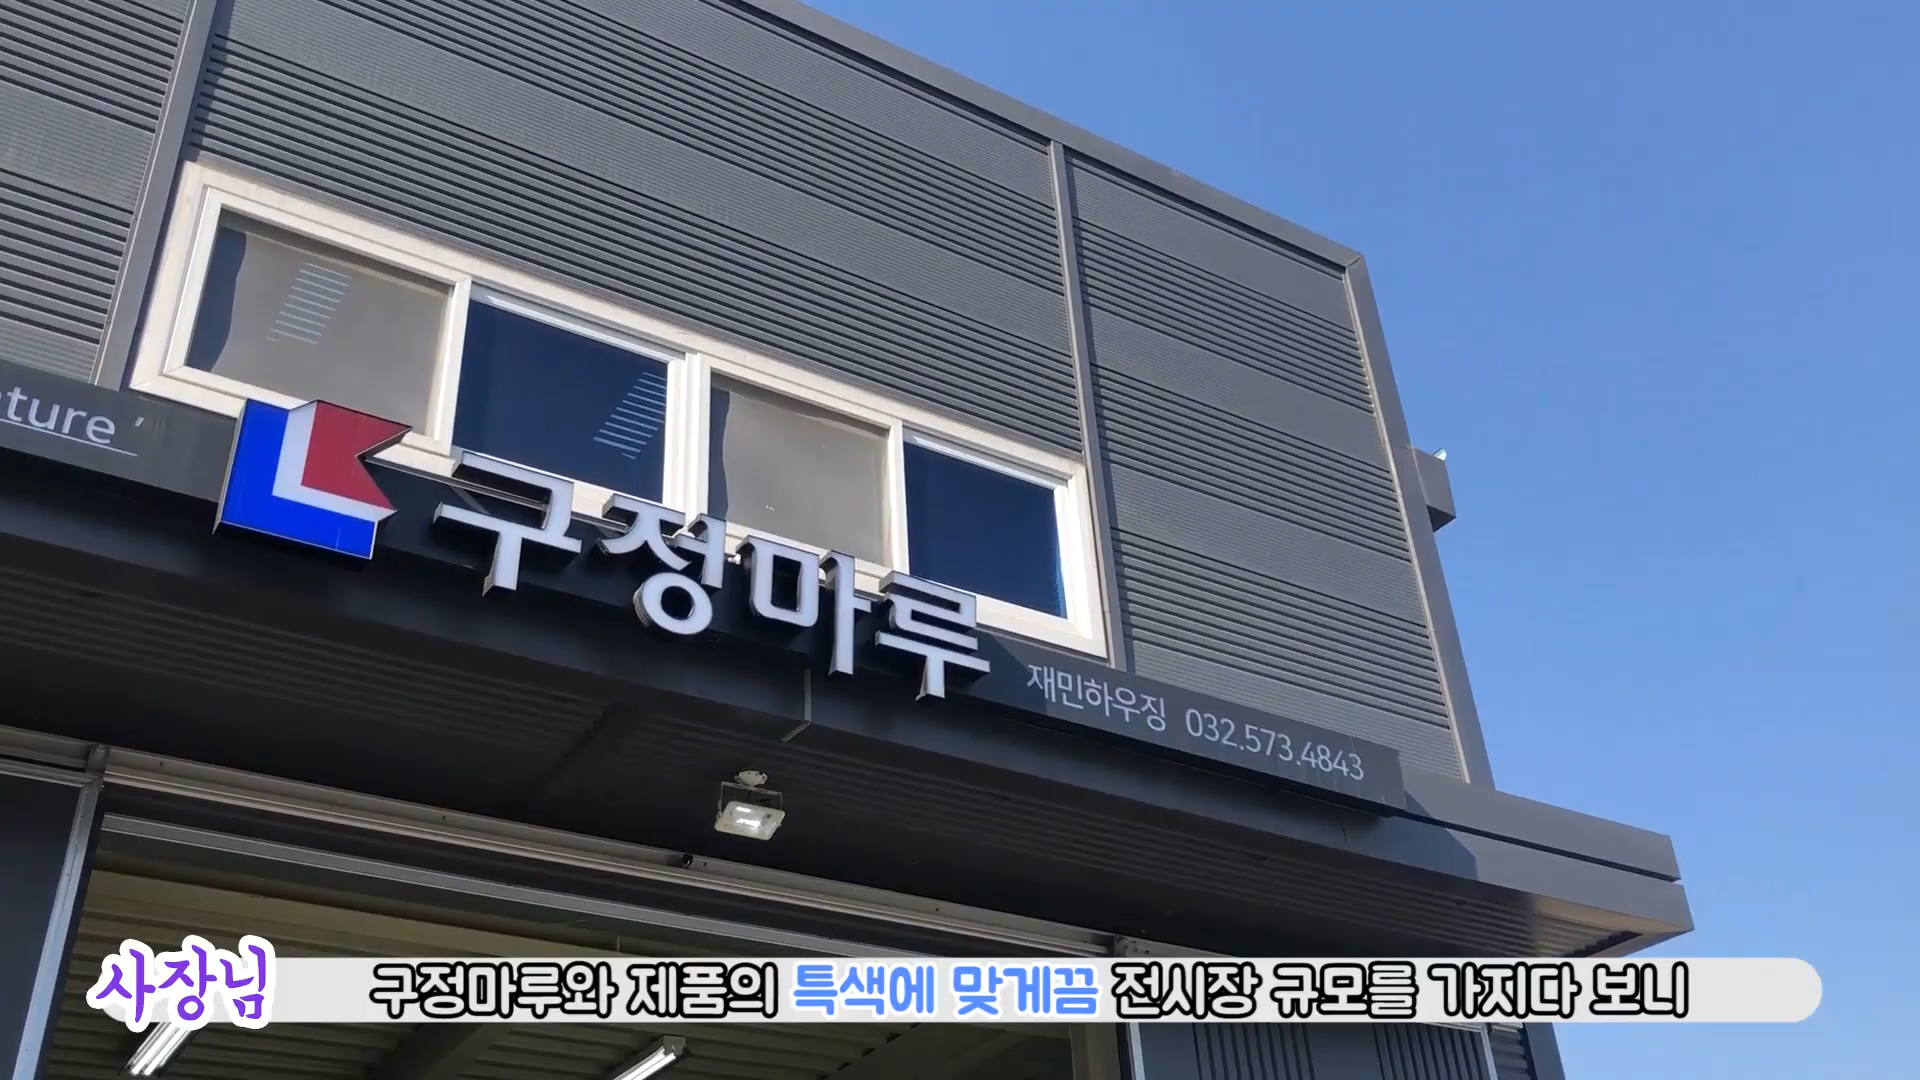 구정마루
재민하우징 032.573.4843
사장님
구정마루와 제품의 특색에 맞게끔 전시장 규모를 가지다 보니